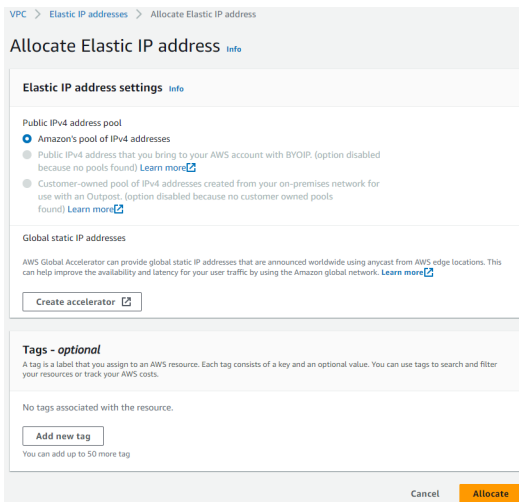 VPC > Elastic IP addresses > Allocate Elastic IP address
Allocate Elastic IP address Info
Elastic IP address settings Info
Public IPv4 address pool
Amazon's pool of IPv4 addresses
Public IPv4 address that you bring to your AWS account with BYOIP. (option disabled
because no pools found) Learn more
Customer-owned pool of IPv4 addresses created from your on-premises network for
use with an Outpost. (option disabled because no customer owned pools
found) Learn more
Global static IP addresses
AWS Global Accelerator can provide global static IP addresses that are announced worldwide using anycast from AWS edge locations. This
can help improve the availability and latency for your user traffic by using the Amazon global network. Learn more
Create accelerator
Tags - optional
A tag is a label that you assign to an AWS resource. Each tag consists of a key and an optional value. You can use tags to search and filter
your resources or track your AWS costs.
No tags associated with the resource.
Add new tag
You can add up to 50 more tag
Cancel Allocate